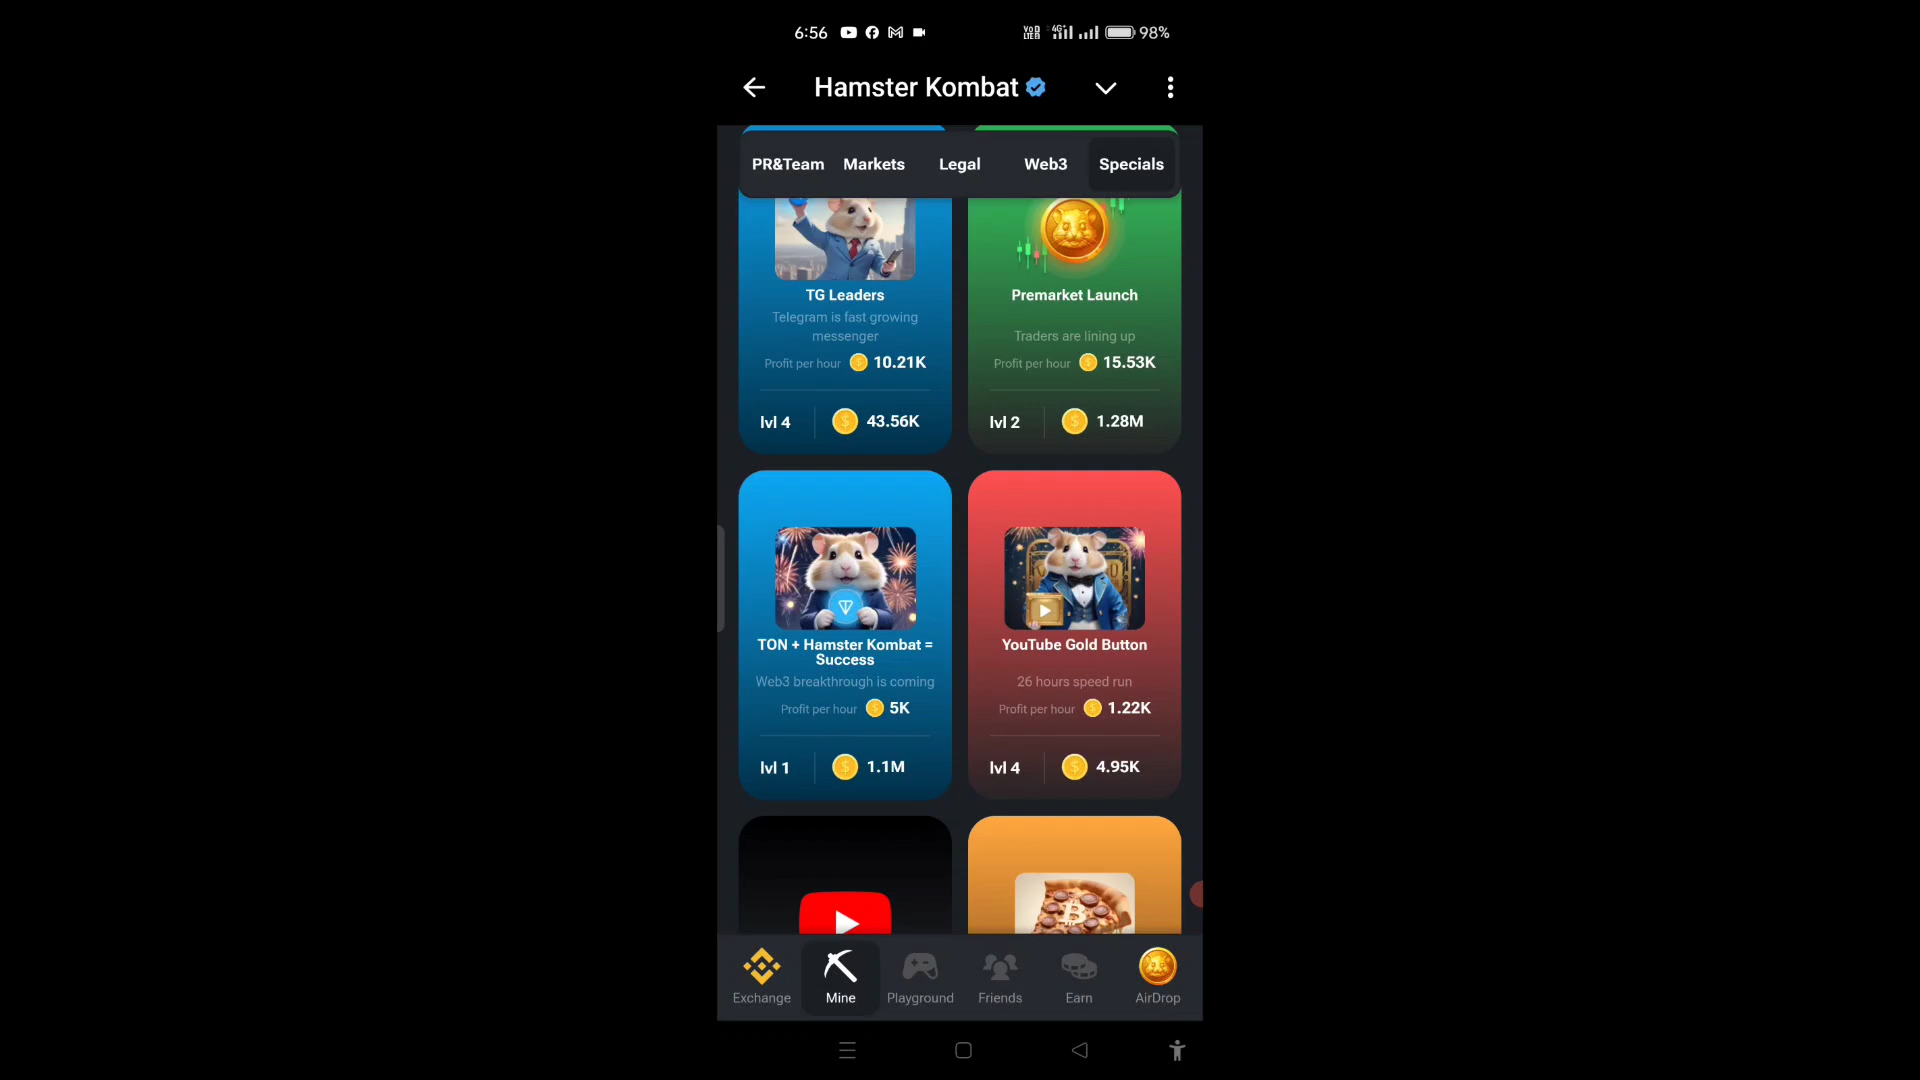 6:56
VoD
LTED
4G+
98%
Hamster Kombat
PR&Team
Markets
Legal
Web3
Specials
TG Leaders
Telegram is fast growing
messenger
Profit per hour 10.21K
lvl 4
43.56K
Premarket Launch
Traders are lining up
Profit per hour 15.53K
lvl 2
1.28M
TON + Hamster Kombat =
Success
Web3 breakthrough is coming
Profit per hour 5K
lvl 1
1.1M
YouTube Gold Button
26 hours speed run
Profit per hour 1.22K
lvl 4
4.95K
Exchange
Mine
Playground
Friends
Earn
AirDrop